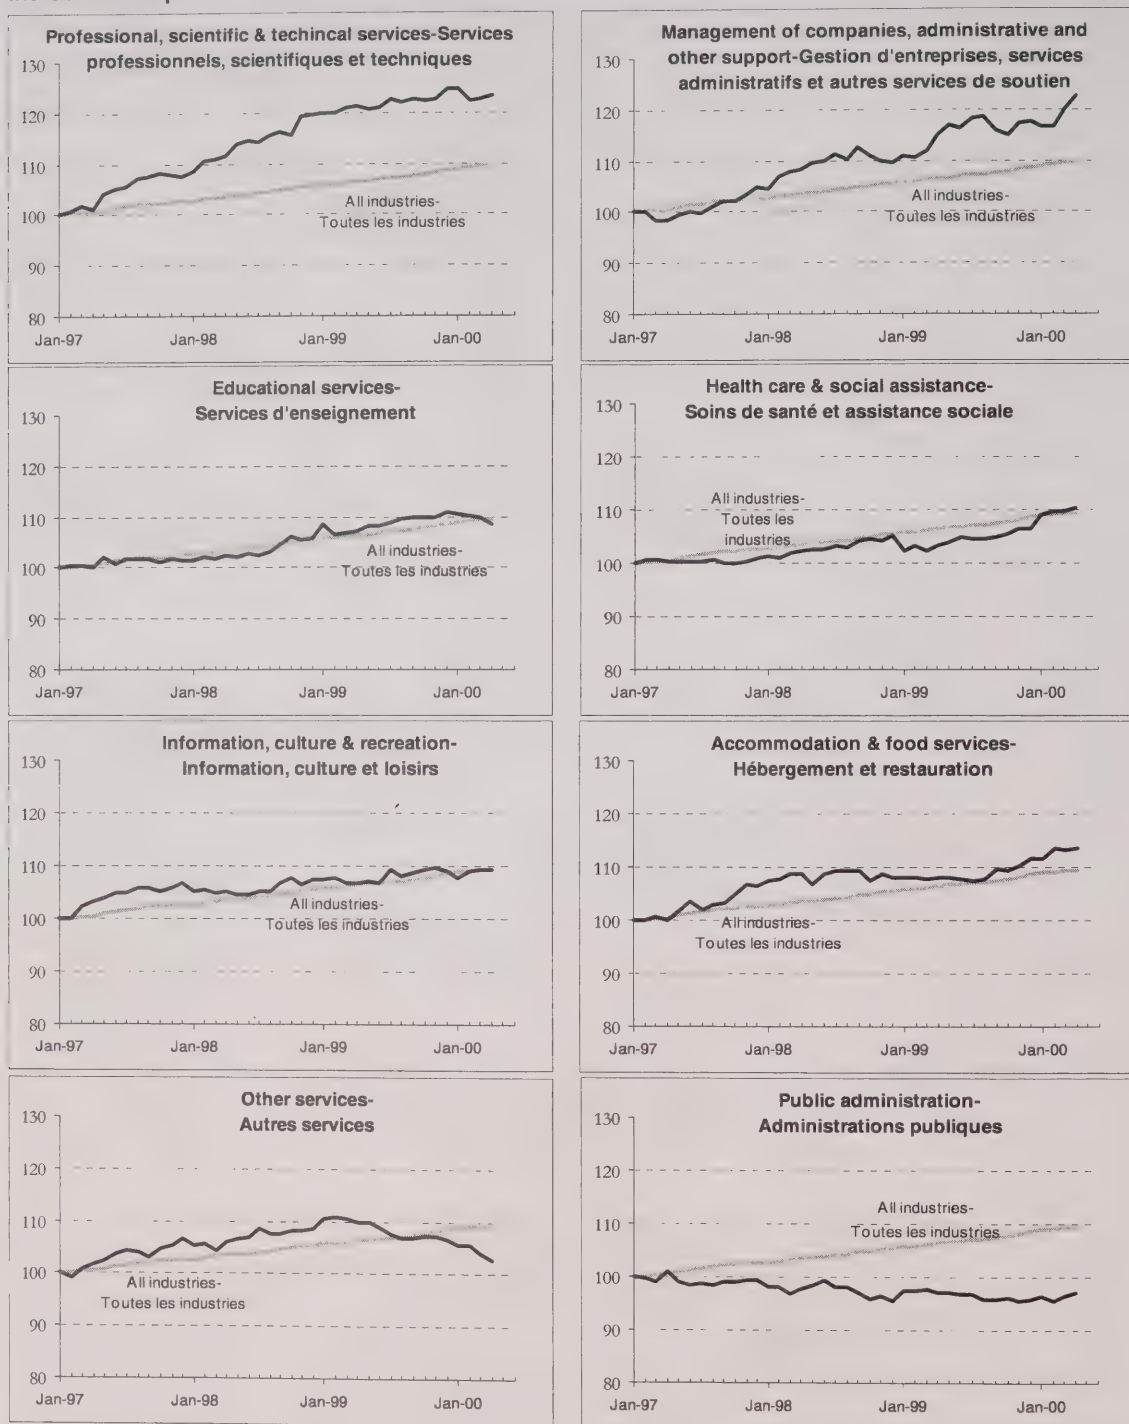 Professional, scientific & techincal services-Services
professionnels, scientifiques et techniques
130
120
110
100
90
80
All industries-
Toutes les industries
Jan-97 Jan-98 Jan-99 Jan-00
Management of companies, administrative and
other support-Gestion d'entreprises, services
administratifs et autres services de soutien
130
120
110
100
90
80
All industries-
Toutes les industries
Jan-97 Jan-98 Jan-99 Jan-00
Educational services-
Services d'enseignement
130
120
110
100
90
80
All industries-
Toutes les industries
Jan-97 Jan-98 Jan-99 Jan-00
Health care & social assistance-
Soins de santé et assistance sociale
130
120
110
100
90
80
All industries-
Toutes les
industries
Jan-97 Jan-98 Jan-99 Jan-00
Information, culture & recreation-
Information, culture et loisirs
130
120
110
100
90
80
All industries-
Toutes les industries
Jan-97 Jan-98 Jan-99 Jan-00
Accommodation & food services-
Hébergement et restauration
130
120
110
100
90
80
All industries-
Toutes les industries
Jan-97 Jan-98 Jan-99 Jan-00
Other services-
Autres services
130
120
110
100
90
80
All industries-
Toutes les industries
Jan-97 Jan-98 Jan-99 Jan-00
Public administration-
Administrations publiques
130
120
110
100
90
80
All industries-
Toutes les industries
Jan-97 Jan-98 Jan-99 Jan-00